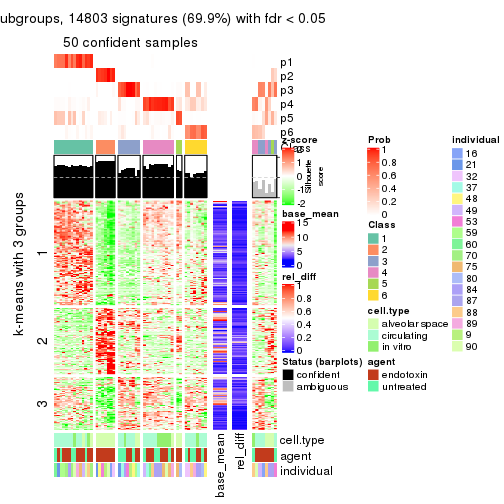 ubgroups, 14803 signatures (69.9%) with fdr < 0.05
50 confident samples
p1
p2
p3
p4
p5
p6
Class
k-means with 3 groups
1
2
3
z-score
2
1
0
-1
-2
Silhouette
score
base_mean
15
10
5
0
rel_diff
1
0.8
0.6
0.4
0.2
0
Status (barplots)
confident
ambiguous
Prob
1
0.8
0.6
0.4
0.2
0
Class
1
2
3
4
5
6
cell.type
alveolar space
circulating
in vitro
agent
endotoxin
untreated
individual
16
21
32
37
48
49
53
59
60
70
75
80
84
87
88
89
9
90
cell.type
agent
individual
base_mean
rel_diff